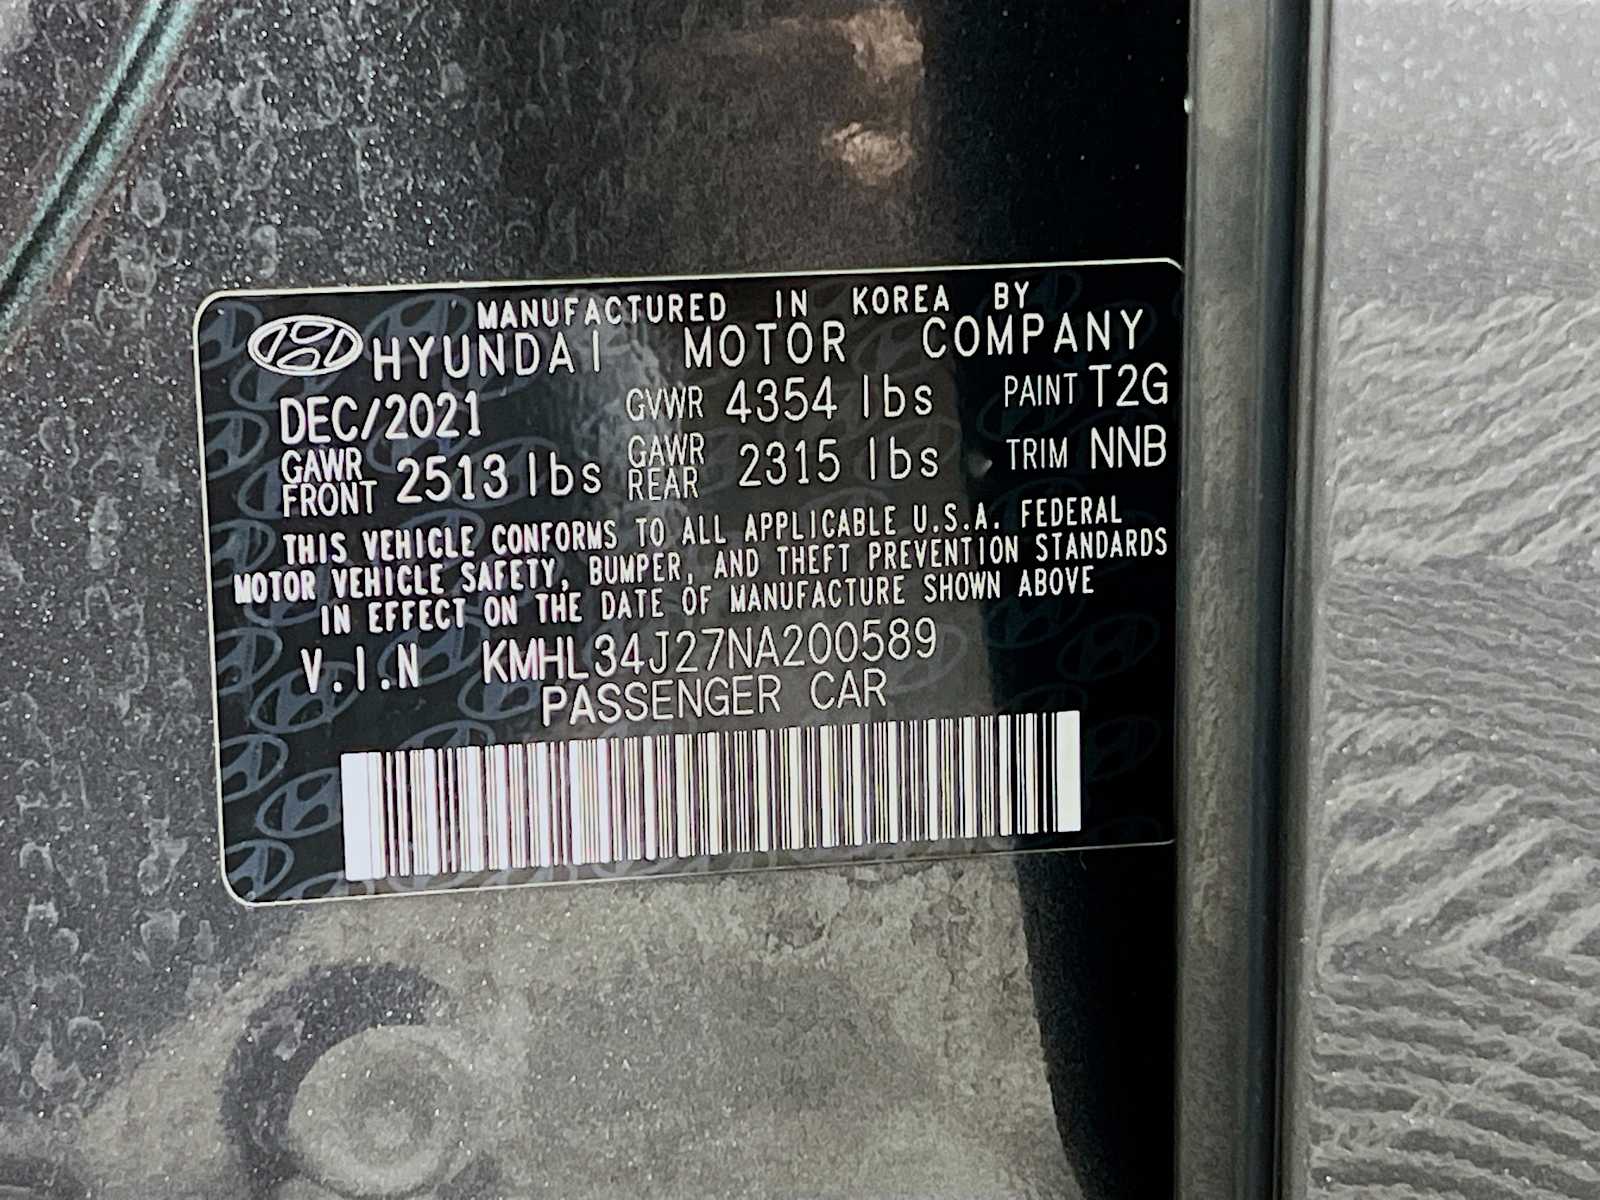 MANUFACTURED IN KOREA BY
HYUNDAI MOTOR COMPANY
DEC/2021 GVWR 4354 lbs PAINT T2G
GAWR FRONT 2513 lbs GAWR REAR 2315 lbs TRIM NNB
THIS VEHICLE CONFORMS TO ALL APPLICABLE U.S.A. FEDERAL
MOTOR VEHICLE SAFETY, BUMPER, AND THEFT PREVENTION STANDARDS
IN EFFECT ON THE DATE OF MANUFACTURE SHOWN ABOVE
V.I.N KMHL34J27NA200589
PASSENGER CAR